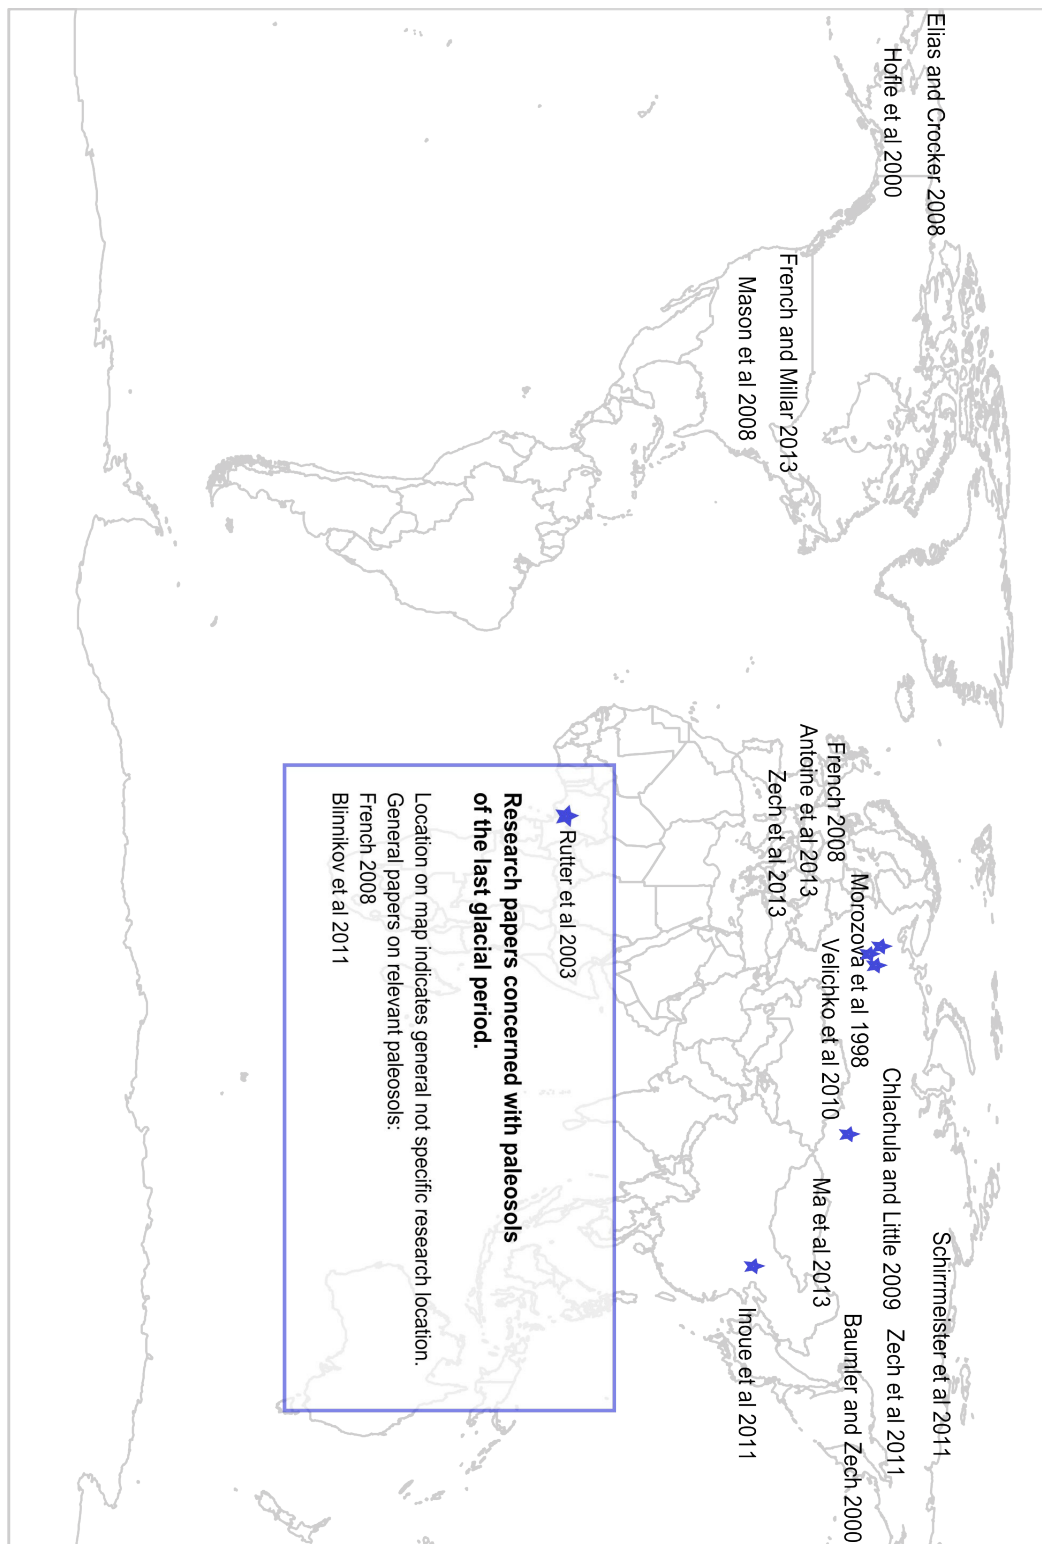 Elias and Crocker 2008
Hofle et al 2000
French and Millar 2013
Mason et al 2008
French 2008
Antoine et al 2013
Zech et al 2013
Morozova et al 1998
Velichko et al 2010
Chlachula and Little 2009
Ma et al 2013
Schirrmeister et al 2011
Zech et al 2011
Baumler and Zech 2000
Inoue et al 2011
Rutter et al 2003
Research papers concerned with paleosols
of the last glacial period.
Location on map indicates general not specific research location.
General papers on relevant paleosols:
French 2008
Blinnikov et al 2011